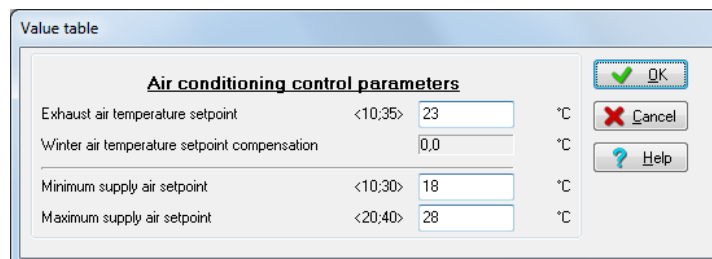 Value table
Air conditioning control parameters
Exhaust air temperature setpoint <10;35> 23 °C
Winter air temperature setpoint compensation 0,0 °C
Minimum supply air setpoint <10;30> 18 °C
Maximum supply air setpoint <20;40> 28 °C
OK
Cancel
Help